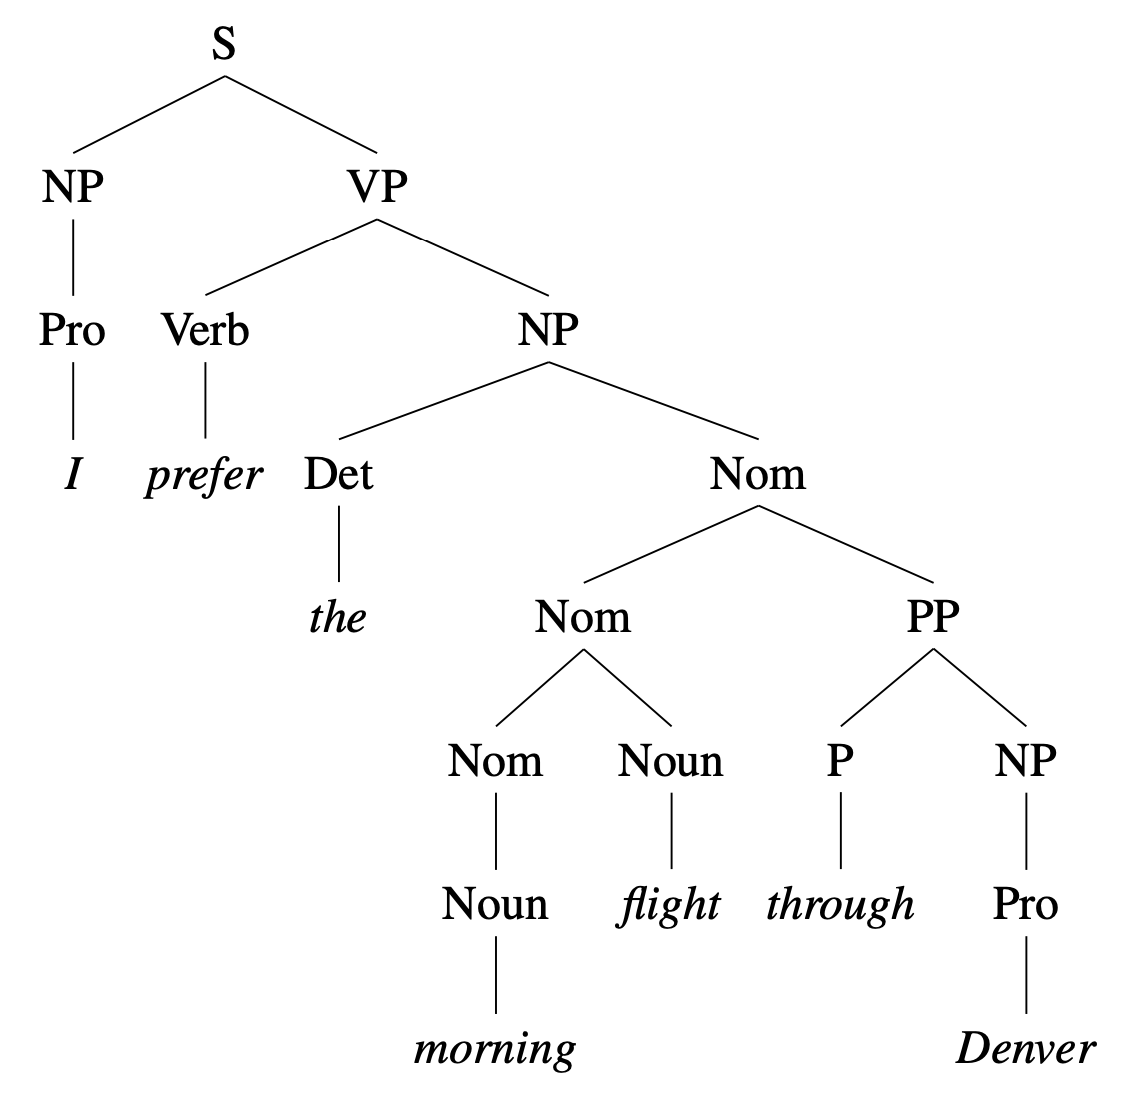 S
NP VP
Pro Verb NP
I prefer Det Nom
the Nom PP
Nom Noun P NP
Noun flight through Pro
morning Denver